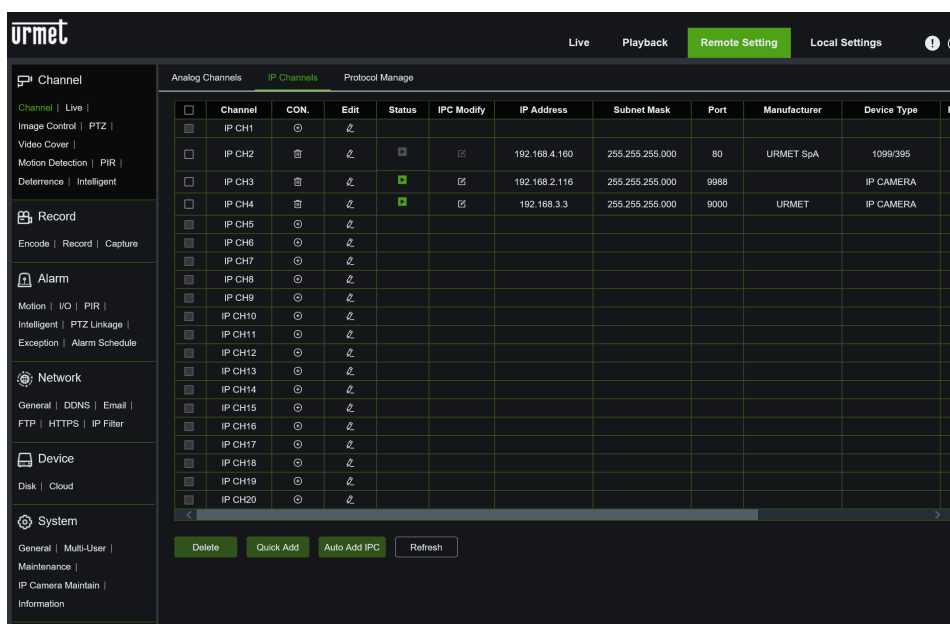 urmet
Live Playback Remote Setting Local Settings
Channel
Channel | Live |
Image Control | PTZ |
Video Cover |
Motion Detection | PIR |
Deterrence | Intelligent
Record
Encode | Record | Capture
Alarm
Motion | I/O | PIR |
Intelligent | PTZ Linkage |
Exception | Alarm Schedule
Network
General | DDNS | Email |
FTP | HTTPS | IP Filter
Device
Disk | Cloud
System
General | Multi-User |
Maintenance |
IP Camera Maintain |
Information
Analog Channels IP Channels Protocol Manage
Channel CON. Edit Status IPC Modify IP Address Subnet Mask Port Manufacturer Device Type
IP CH1
IP CH2 192.168.4.160 255.255.255.000 80 URMET SpA 1099/395
IP CH3 192.168.2.116 255.255.255.000 9988 IP CAMERA
IP CH4 192.168.3.3 255.255.255.000 9000 URMET IP CAMERA
IP CH5
IP CH6
IP CH7
IP CH8
IP CH9
IP CH10
IP CH11
IP CH12
IP CH13
IP CH14
IP CH15
IP CH16
IP CH17
IP CH18
IP CH19
IP CH20
Delete Quick Add Auto Add IPC Refresh